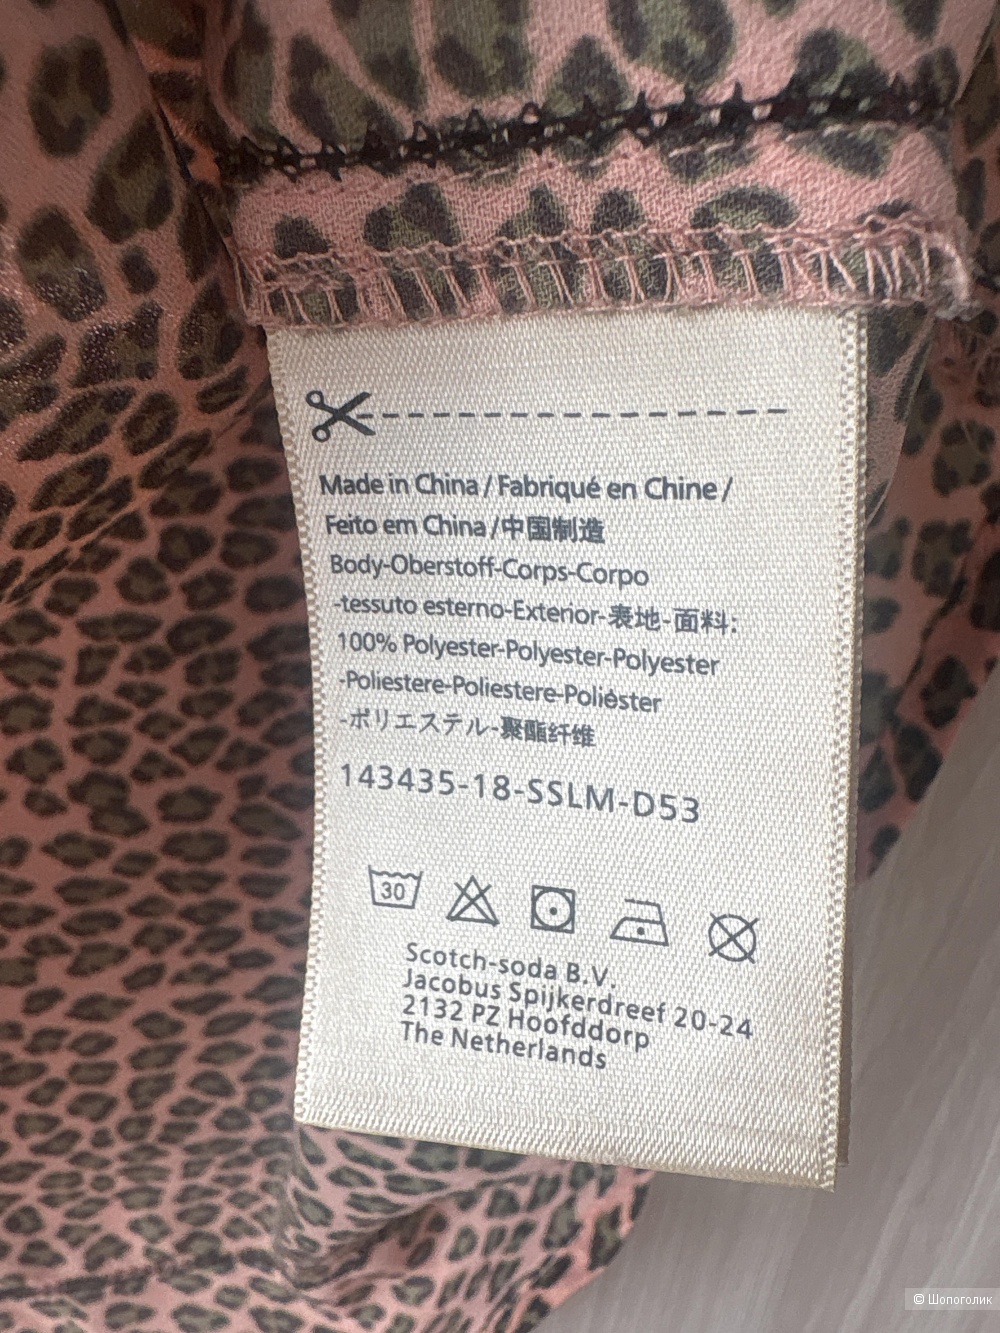 Made in China / Fabriqué en Chine /
Feito em China /中国制造
Body-Oberstoff-Corps-Corpo
-tessuto esterno-Exterior-表地-面料:
100% Polyester-Polyester-Polyester
-Poliestere-Poliestere-Poliéster
-ポリエステル-聚酯纤维
143435-18-SSLM-D53
30
Scotch-soda B.V.
Jacobus Spijkerdreef 20-24
2132 PZ Hoofddorp
The Netherlands
© Шопоголик